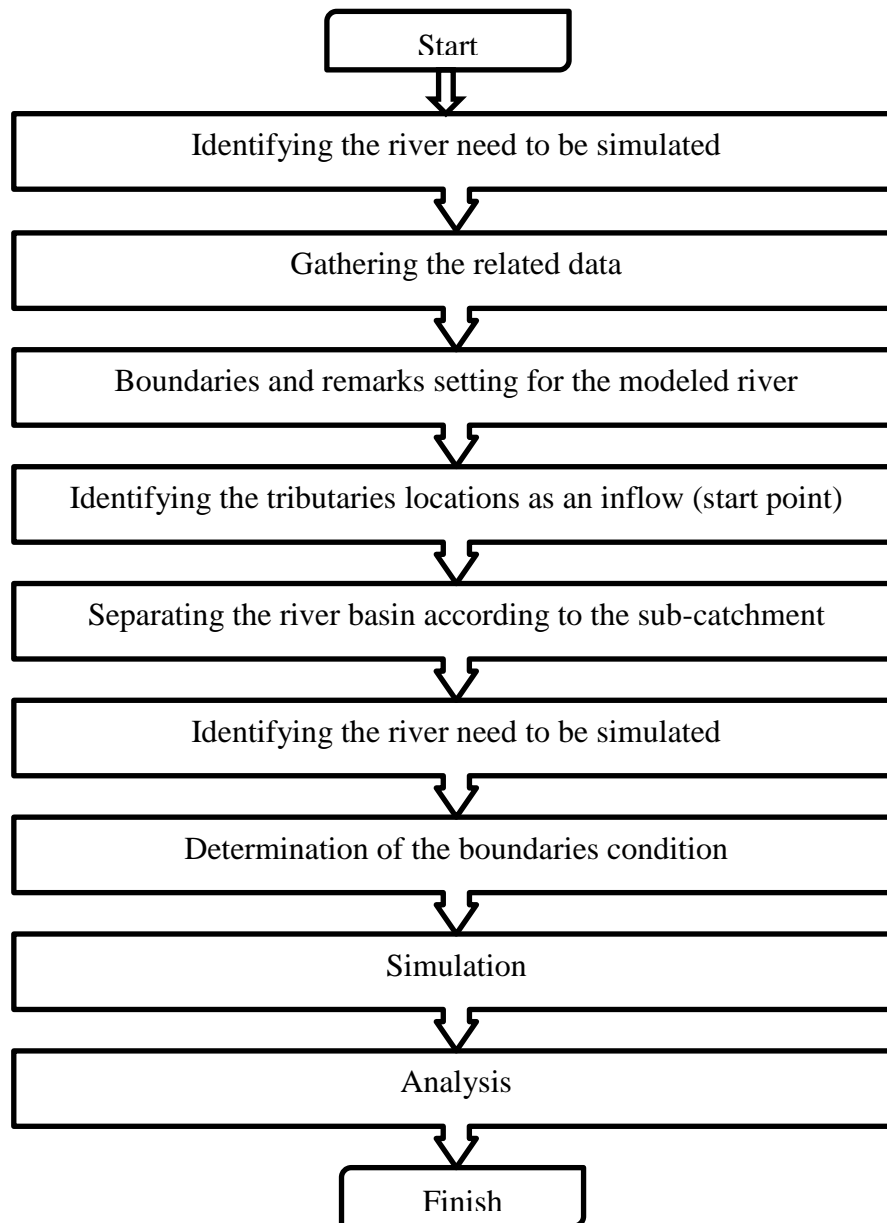 Start
Identifying the river need to be simulated
Gathering the related data
Boundaries and remarks setting for the modeled river
Identifying the tributaries locations as an inflow (start point)
Separating the river basin according to the sub-catchment
Identifying the river need to be simulated
Determination of the boundaries condition
Simulation
Analysis
Finish